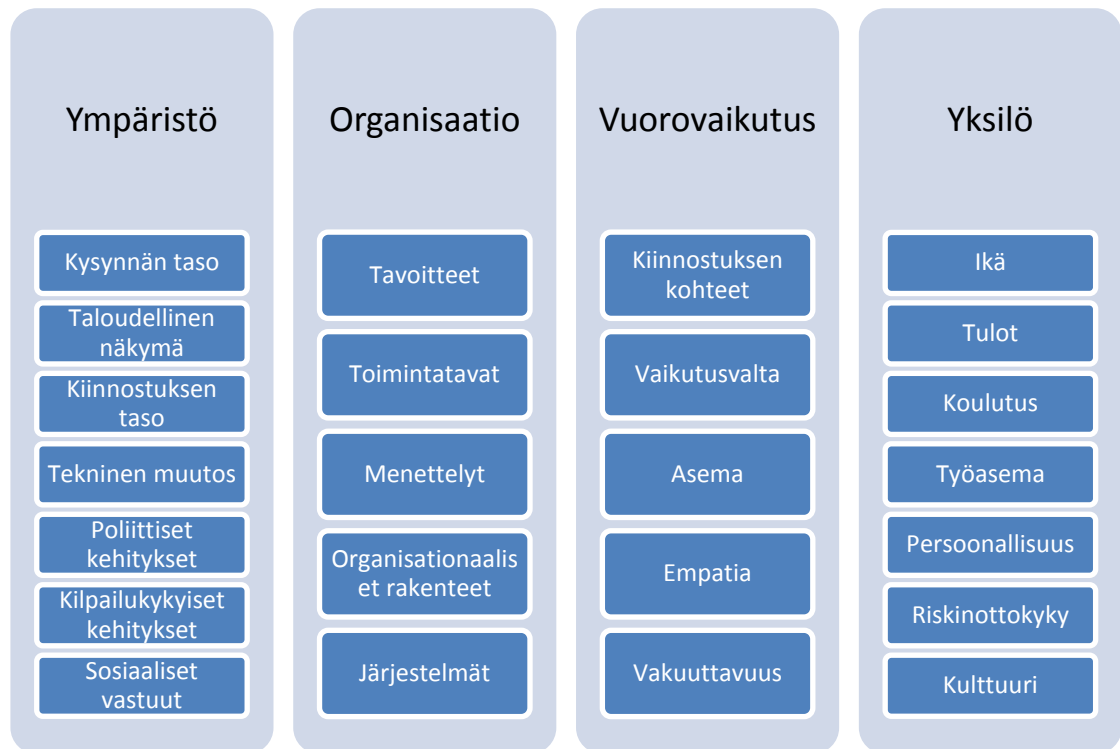 Ympäristö
Kysynnän taso
Taloudellinen
näkymä
Kiinnostuksen
taso
Tekninen muutos
Poliittiset
kehitykset
Kilpailukykyiset
kehitykset
Sosiaaliset
vastuut
Organisaatio
Tavoitteet
Toimintatavat
Menettelyt
Organisationaalis
et rakenteet
Järjestelmät
Vuorovaikutus
Kiinnostuksen
kohteet
Vaikutusvalta
Asema
Empatia
Vakuuttavuus
Yksilö
Ikä
Tulot
Koulutus
Työasema
Persoonallisuus
Riskinottokyky
Kulttuuri